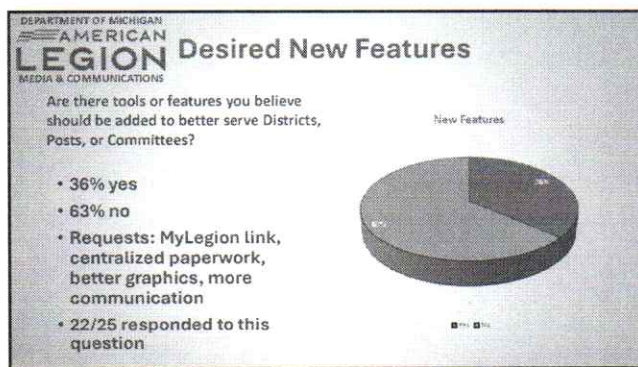 DEPARTMENT OF MICHIGAN
AMERICAN
LEGION
MEDIA & COMMUNICATIONS
Desired New Features
Are there tools or features you believe
should be added to better serve Districts,
Posts, or Committees?
• 36% yes
• 63% no
• Requests: MyLegion link,
centralized paperwork,
better graphics, more
communication
• 22/25 responded to this
question
New Features